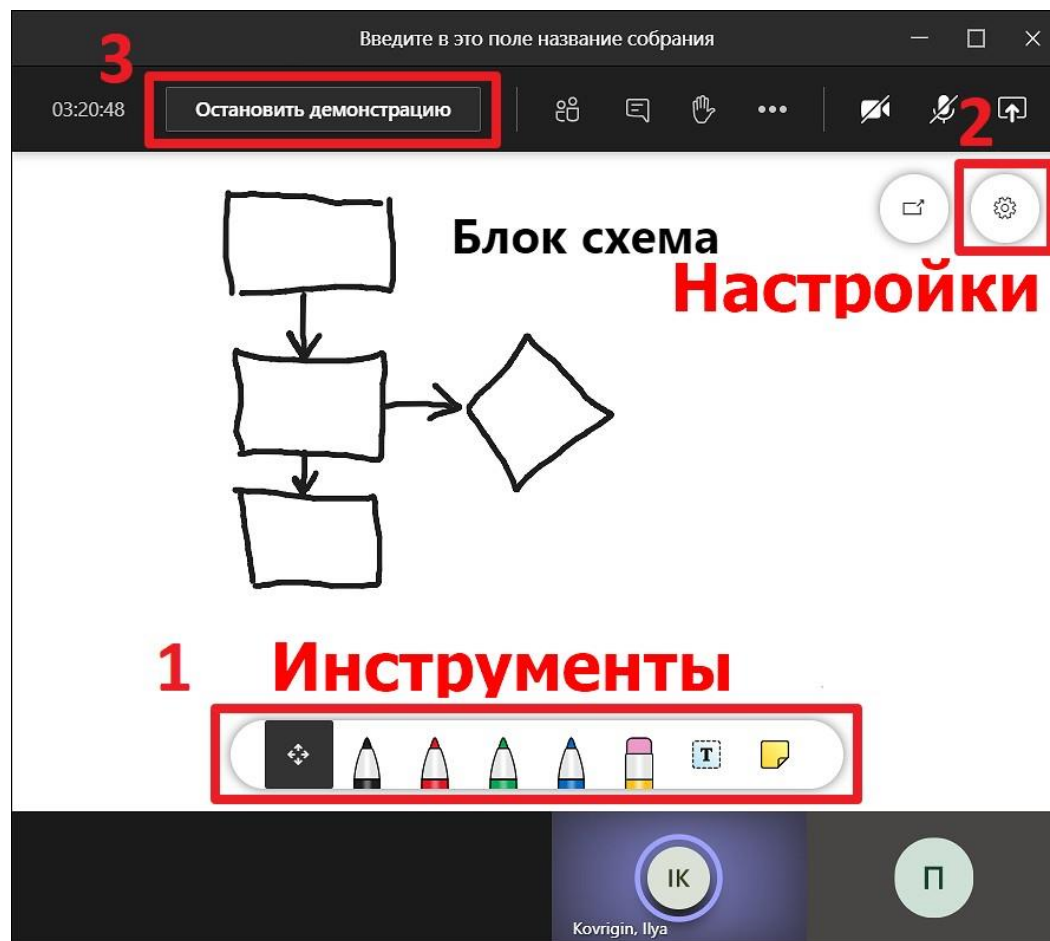 Введите в это поле название собрания
3
03:20:48
Остановить демонстрацию
2
Блок схема
Настройки
1 Инструменты
T
IK
П
Kovrigin, Ilya